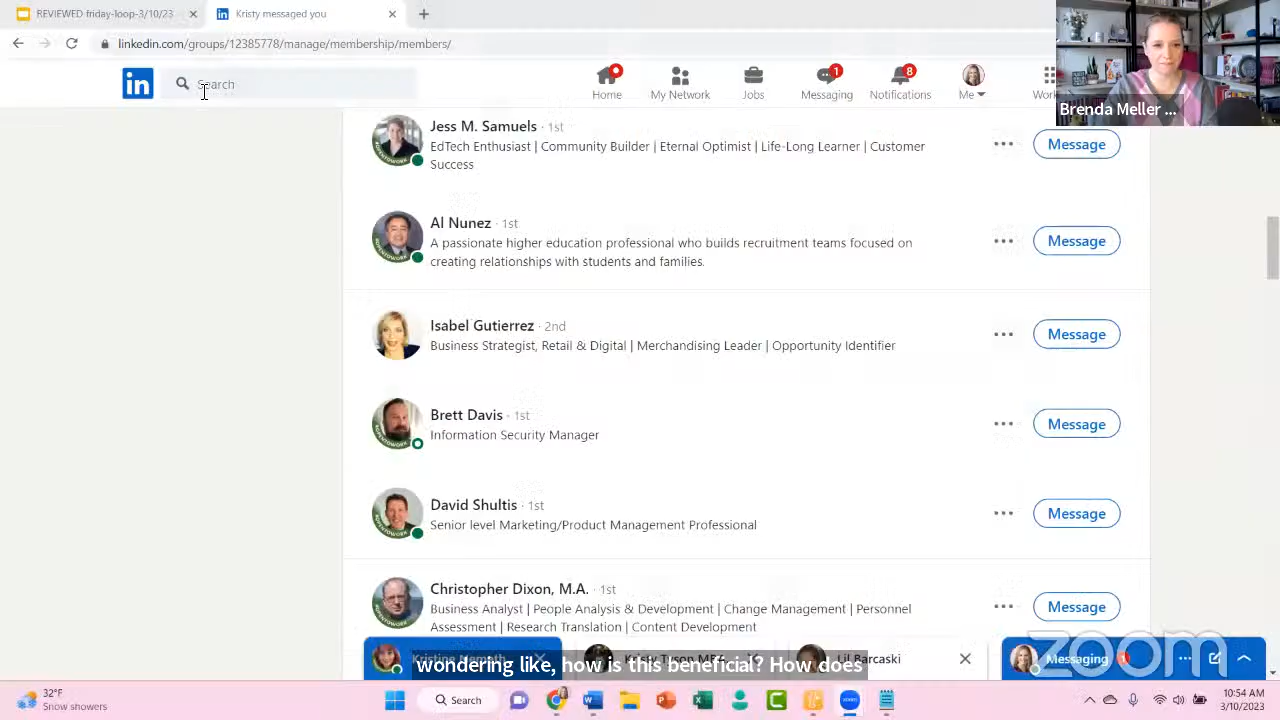 REVIEWED friday-loop-3/10/23
Kristy messaged you
linkedin.com/groups/12385778/manage/membership/members/
in
Search
Home
My Network
Jobs
1
Messaging
8
Notifications
Me
Brenda Meller ...
Jess M. Samuels · 1st
EdTech Enthusiast | Community Builder | Eternal Optimist | Life-Long Learner | Customer
Success
Message
Al Nunez · 1st
A passionate higher education professional who builds recruitment teams focused on
creating relationships with students and families.
Message
Isabel Gutierrez · 2nd
Business Strategist, Retail & Digital | Merchandising Leader | Opportunity Identifier
Message
Brett Davis · 1st
Information Security Manager
Message
David Shultis · 1st
Senior level Marketing/Product Management Professional
Message
Christopher Dixon, M.A. · 1st
Business Analyst | People Analysis & Development | Change Management | Personnel
Assessment | Research Translation | Content Development
Message
Barcaski
Messaging 1
wondering like, how is this beneficial? How does
zoom
32°F
Snow showers
Search
10:54 AM
3/10/2023